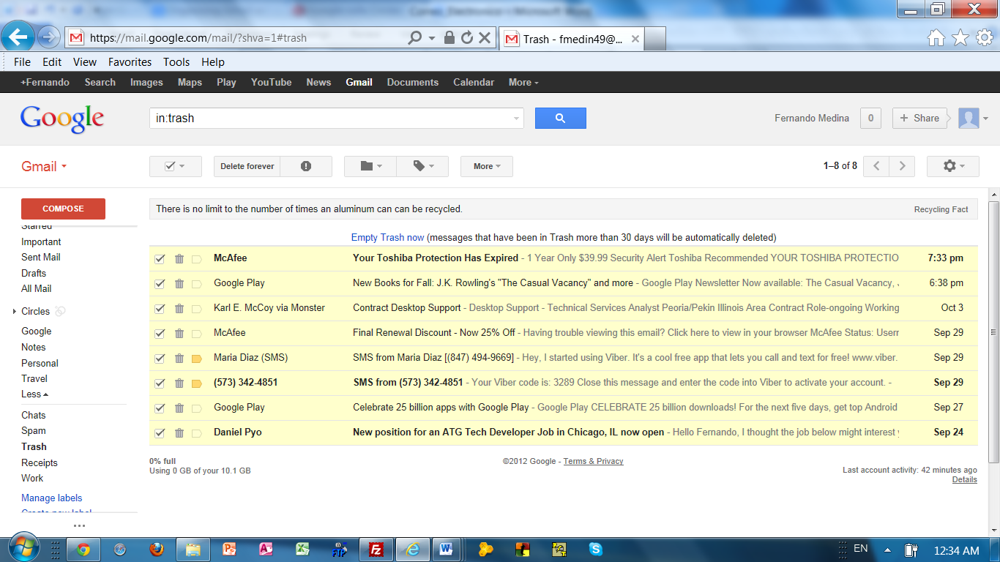 https://mail.google.com/mail/?shva=1#trash
Trash - fmedin49@...
File Edit View Favorites Tools Help
+Fernando Search Images Maps Play YouTube News Gmail Documents Calendar More
Google
in:trash
Fernando Medina 0 + Share
Gmail
Delete forever
More
1–8 of 8
COMPOSE
There is no limit to the number of times an aluminum can can be recycled. Recycling Fact
Starred
Important
Sent Mail
Drafts
All Mail
Circles
Google
Notes
Personal
Travel
Less
Chats
Spam
Trash
Receipts
Work
Manage labels
Create new label
Empty Trash now (messages that have been in Trash more than 30 days will be automatically deleted)
McAfee Your Toshiba Protection Has Expired - 1 Year Only $39.99 Security Alert Toshiba Recommended YOUR TOSHIBA PROTECTIO 7:33 pm
Google Play New Books for Fall: J.K. Rowling's "The Casual Vacancy" and more - Google Play Newsletter Now available: The Casual Vacancy, 6:38 pm
Karl E. McCoy via Monster Contract Desktop Support - Desktop Support - Technical Services Analyst Peoria/Pekin Illinois Area Contract Role-ongoing Working Oct 3
McAfee Final Renewal Discount - Now 25% Off - Having trouble viewing this email? Click here to view in your browser McAfee Status: Usern Sep 29
Maria Diaz (SMS) SMS from Maria Diaz [(847) 494-9669] - Hey, I started using Viber. It's a cool free app that lets you call and text for free! www.viber. Sep 29
(573) 342-4851 SMS from (573) 342-4851 - Your Viber code is: 3289 Close this message and enter the code into Viber to activate your account. - Sep 29
Google Play Celebrate 25 billion apps with Google Play - Google Play CELEBRATE 25 billion downloads! For the next five days, get top Android Sep 27
Daniel Pyo New position for an ATG Tech Developer Job in Chicago, IL now open - Hello Fernando, I thought the job below might interest Sep 24
0% full
Using 0 GB of your 10.1 GB
©2012 Google - Terms & Privacy
Last account activity: 42 minutes ago
Details
FTP
EN
12:34 AM